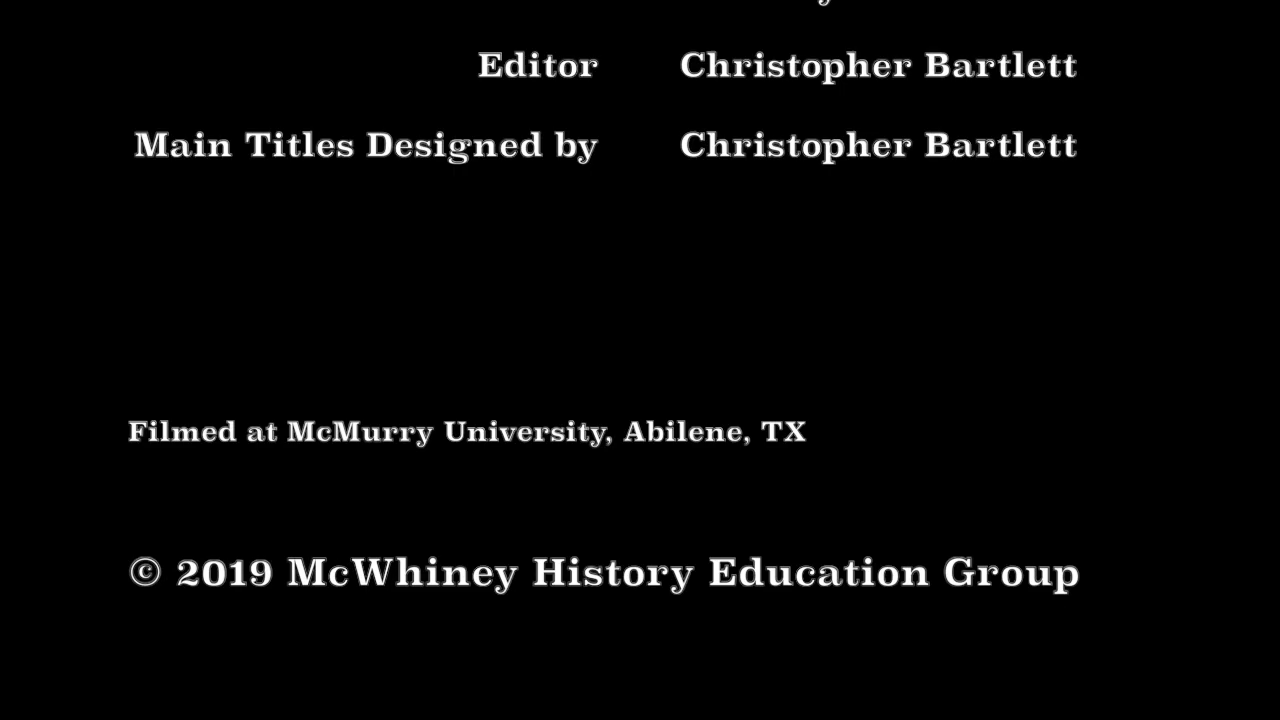 Editor Christopher Bartlett
Main Titles Designed by Christopher Bartlett
Filmed at McMurry University, Abilene, TX
© 2019 McWhiney History Education Group